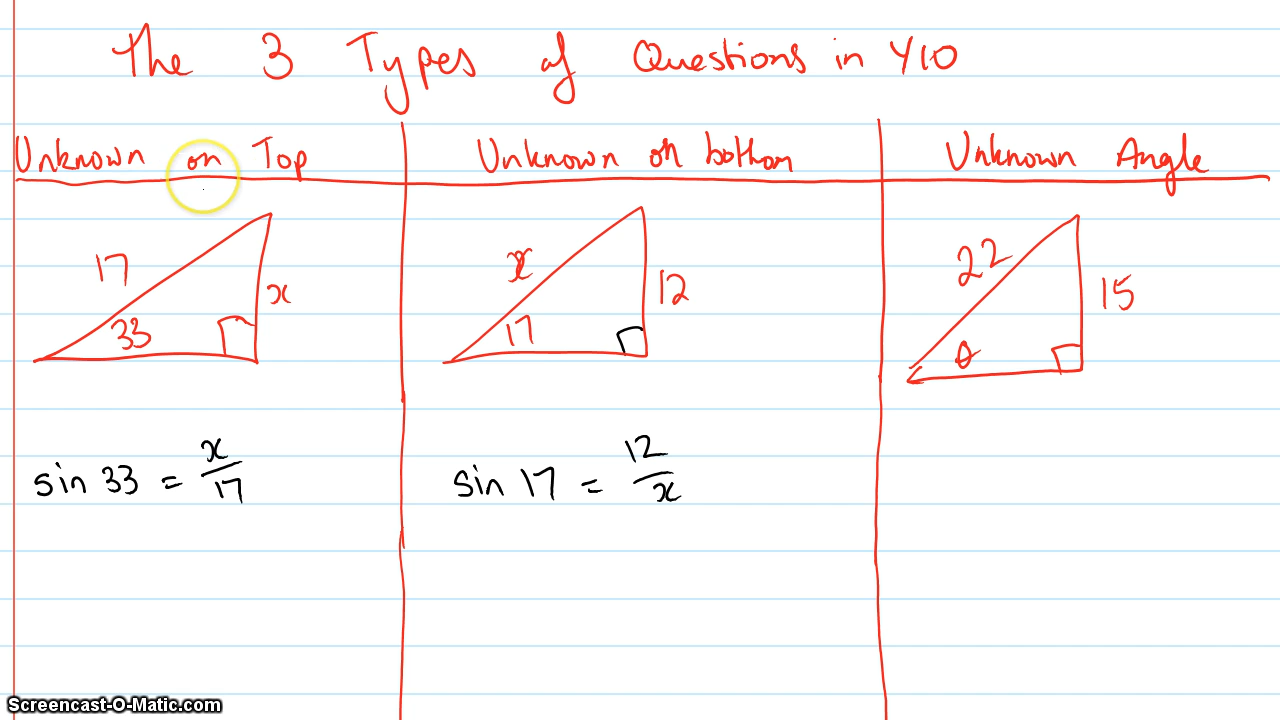 The 3 Types of Questions in Y10
Unknown on Top
Unknown on bottom
Unknown Angle
17
x
33
x
12
17
22
15
θ
sin 33 = x/17
sin 17 = 12/x
Screencast-O-Matic.com